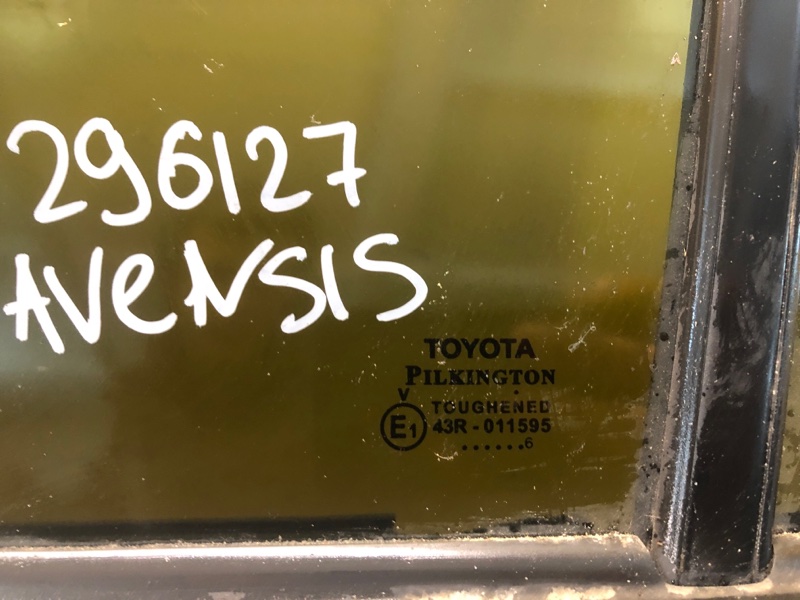 296127
AVENSIS
TOYOTA
PILKINGTON
V
TOUGHENED
E1 43R - 011595
......6